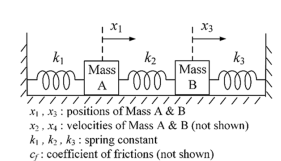 x₁ x₃
k₁ Mass A k₂ Mass B k₃
x₁ , x₃ : positions of Mass A & B
x₂ , x₄ : velocities of Mass A & B (not shown)
k₁ , k₂ , k₃ : spring constant
c_f : coefficient of frictions (not shown)